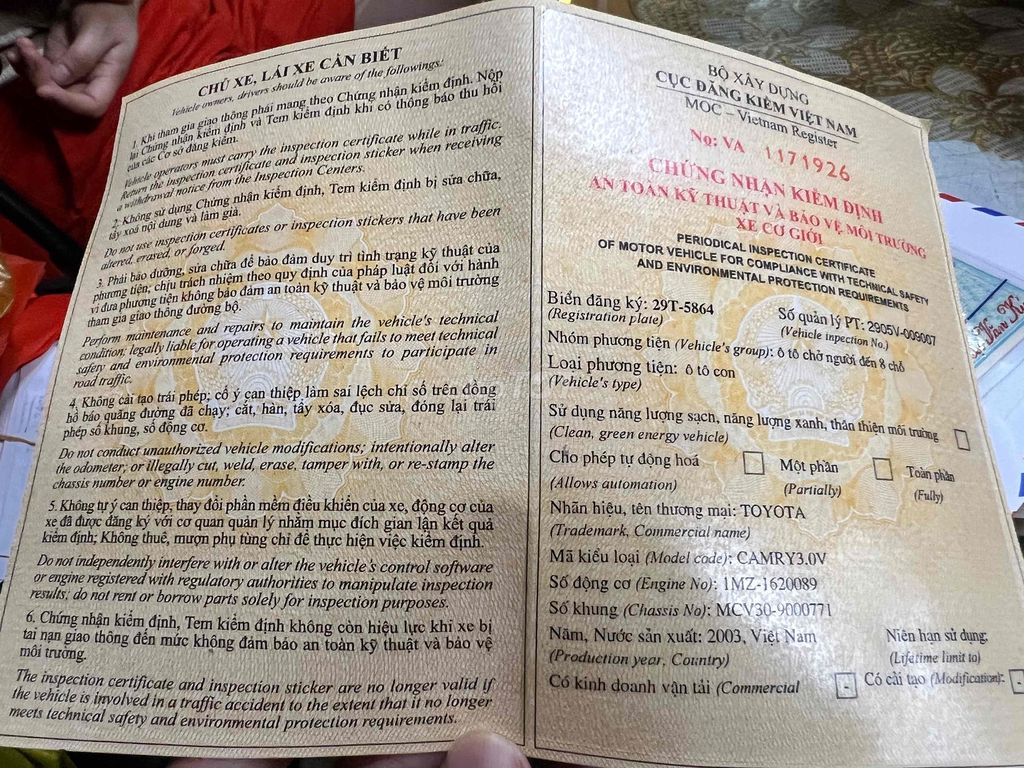 CHỦ XE, LÁI XE CẦN BIẾT
Vehicle owners, drivers should be aware of the followings:
1. Khi tham gia giao thông phải mang theo Chứng nhận kiểm định. Nộp
lại Chứng nhận kiểm định và Tem kiểm định khi có thông báo thu hồi
của các Cơ sở đăng kiểm.
Vehicle operators must carry the inspection certificate while in traffic.
Return the inspection certificate and inspection sticker when receiving
a withdrawal notice from the Inspection Centers.
2. Không sử dụng Chứng nhận kiểm định, Tem kiểm định bị sửa chữa,
tẩy xoá nội dung và làm giả.
Do not use inspection certificates or inspection stickers that have been
altered, erased, or forged.
3. Phải bảo dưỡng, sửa chữa để bảo đảm duy trì tình trạng kỹ thuật của
phương tiện; chịu trách nhiệm theo quy định của pháp luật đối với hành
vi đưa phương tiện không bảo đảm an toàn kỹ thuật và bảo vệ môi trường
tham gia giao thông đường bộ.
Perform maintenance and repairs to maintain the vehicle's technical
condition; legally liable for operating a vehicle that fails to meet technical
safety and environmental protection requirements to participate in
road traffic.
4. Không cải tạo trái phép; cố ý can thiệp làm sai lệch chỉ số trên đồng
hồ báo quãng đường đã chạy; cắt, hàn, tẩy xóa, đục sửa, đóng lại trái
phép số khung, số động cơ.
Do not conduct unauthorized vehicle modifications; intentionally alter
the odometer; or illegally cut, weld, erase, tamper with, or re-stamp the
chassis number or engine number.
5. Không tự ý can thiệp, thay đổi phần mềm điều khiển của xe, động cơ của
xe đã được đăng ký với cơ quan quản lý nhằm mục đích gian lận kết quả
kiểm định; Không thuê, mượn phụ tùng chỉ để thực hiện việc kiểm định.
Do not independently interfere with or alter the vehicle's control software
or engine registered with regulatory authorities to manipulate inspection
results; do not rent or borrow parts solely for inspection purposes.
6. Chứng nhận kiểm định, Tem kiểm định không còn hiệu lực khi xe bị
tai nạn giao thông đến mức không đảm bảo an toàn kỹ thuật và bảo vệ
môi trường.
The inspection certificate and inspection sticker are no longer valid if
the vehicle is involved in a traffic accident to the extent that it no longer
meets technical safety and environmental protection requirements.
BỘ XÂY DỰNG
CỤC ĐĂNG KIỂM VIỆT NAM
MOC – Vietnam Register
No: VA 1171926
CHỨNG NHẬN KIỂM ĐỊNH
AN TOÀN KỸ THUẬT VÀ BẢO VỆ MÔI TRƯỜNG
XE CƠ GIỚI
PERIODICAL INSPECTION CERTIFICATE
OF MOTOR VEHICLE FOR COMPLIANCE WITH TECHNICAL SAFETY
AND ENVIRONMENTAL PROTECTION REQUIREMENTS
Biển đăng ký: 29T-5864 Số quản lý PT: 2905V-009007
(Registration plate) (Vehicle inspection No.)
Nhóm phương tiện (Vehicle's group): ô tô chở người đến 8 chỗ
Loại phương tiện: ô tô con
(Vehicle's type)
Sử dụng năng lượng sạch, năng lượng xanh, thân thiện môi trường
(Clean, green energy vehicle)
Cho phép tự động hoá Một phần Toàn phần
(Allows automation) (Partially) (Fully)
Nhãn hiệu, tên thương mại: TOYOTA
(Trademark, Commercial name)
Mã kiểu loại (Model code): CAMRY3.0V
Số động cơ (Engine No): 1MZ-1620089
Số khung (Chassis No): MCV30-9000771
Năm, Nước sản xuất: 2003, Việt Nam Niên hạn sử dụng:
(Production year, Country) (Lifetime limit to)
Có kinh doanh vận tải (Commercial - Có cải tạo (Modification): -